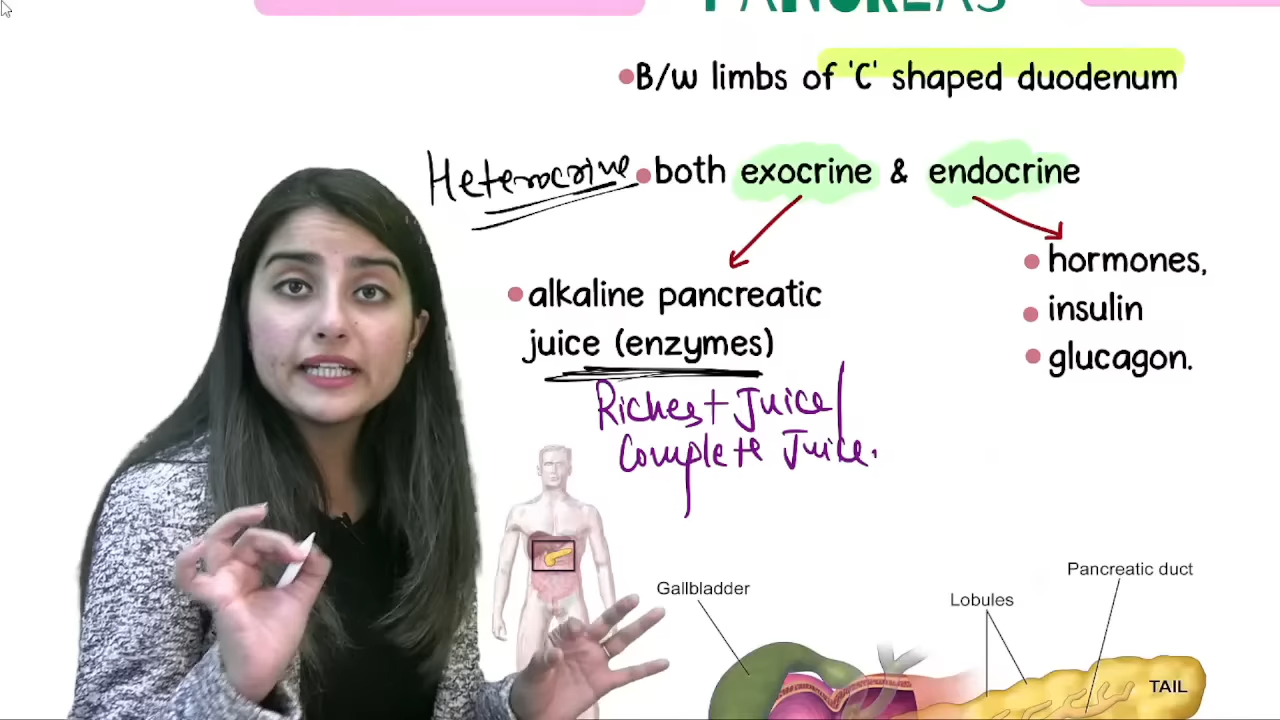 PANCREAS
•B/w limbs of 'C' shaped duodenum
Heterocrine •both exocrine & endocrine
•alkaline pancreatic
juice (enzymes)
• hormones,
• insulin
• glucagon.
Richest Juice/
Complete Juice.
Gallbladder
Lobules
Pancreatic duct
TAIL